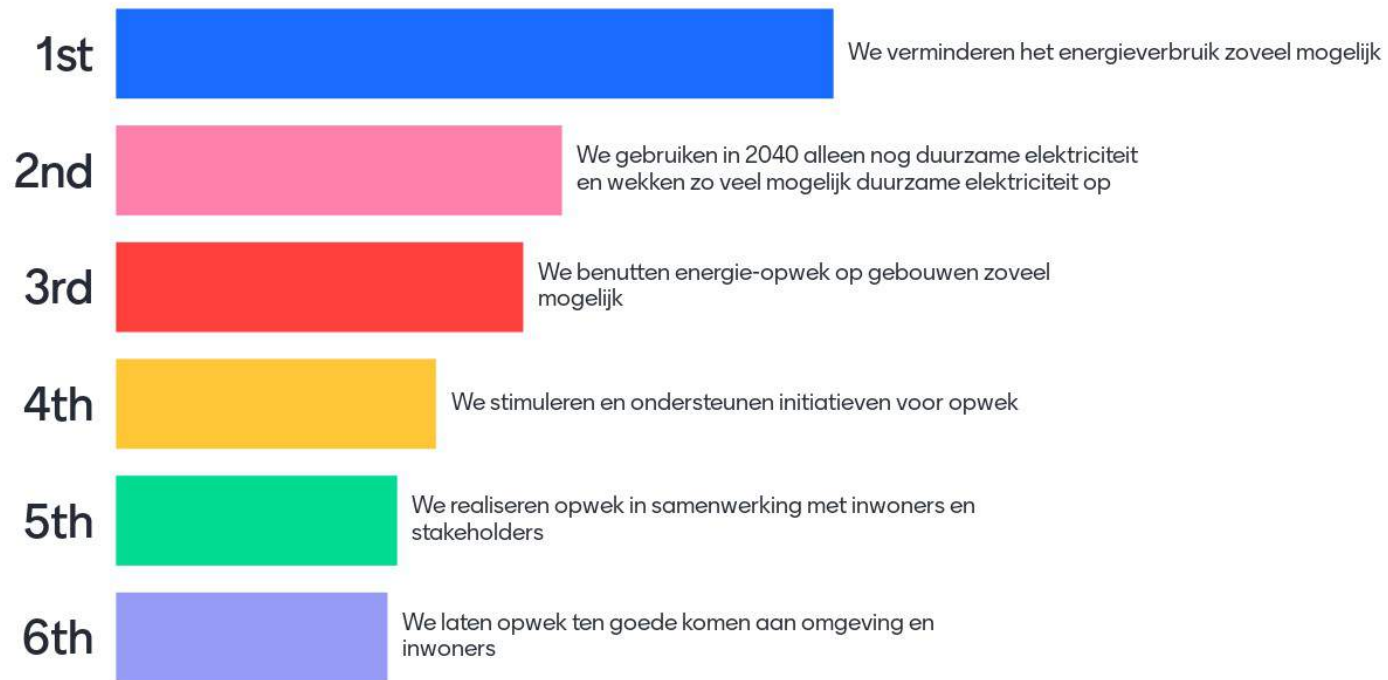 1st
We verminderen het energieverbruik zoveel mogelijk
2nd
We gebruiken in 2040 alleen nog duurzame elektriciteit
en wekken zo veel mogelijk duurzame elektriciteit op
3rd
We benutten energie-opwek op gebouwen zoveel
mogelijk
4th
We stimuleren en ondersteunen initiatieven voor opwek
5th
We realiseren opwek in samenwerking met inwoners en
stakeholders
6th
We laten opwek ten goede komen aan omgeving en
inwoners